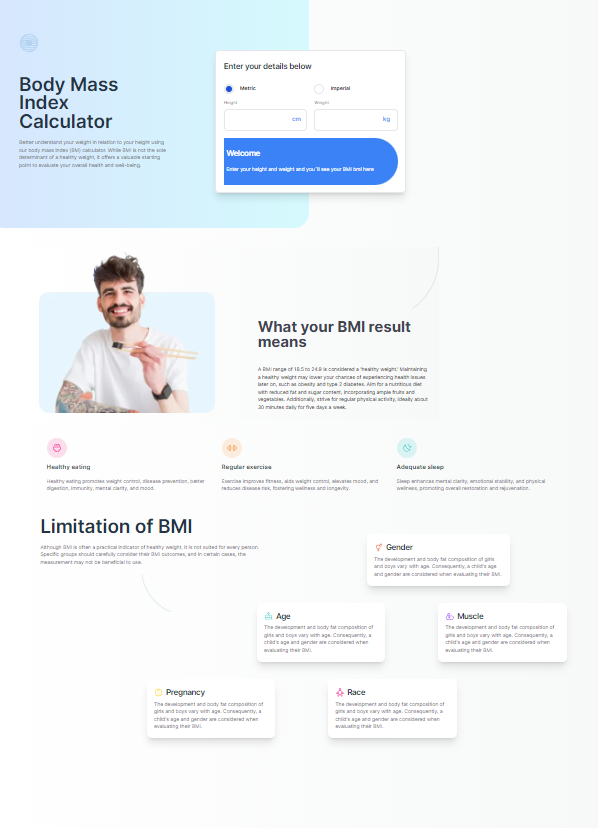 Body Mass
Index
Calculator
Better understand your weight in relation to your height using
our body mass index (BMI) calculator. While BMI is not the sole
determinant of a healthy weight, it offers a valuable starting
point to evaluate your overall health and well-being.
Enter your details below
Metric
Imperial
Height
Weight
cm
kg
Welcome
Enter your height and weight and you'll see your BMI bmi here
What your BMI result
means
A BMI range of 18.5 to 24.9 is considered a 'healthy weight.' Maintaining
a healthy weight may lower your chances of experiencing health issues
later on, such as obesity and type 2 diabetes. Aim for a nutritious diet
with reduced fat and sugar content, incorporating ample fruits and
vegetables. Additionally, strive for regular physical activity, ideally about
30 minutes daily for five days a week.
Healthy eating
Healthy eating promotes weight control, disease prevention, better
digestion, immunity, mental clarity, and mood.
Regular exercise
Exercise improves fitness, aids weight control, elevates mood, and
reduces disease risk, fostering wellness and longevity.
Adequate sleep
Sleep enhances mental clarity, emotional stability, and physical
wellness, promoting overall restoration and rejuvenation.
Limitation of BMI
Although BMI is often a practical indicator of healthy weight, it is not suited for every person.
Specific groups should carefully consider their BMI outcomes, and in certain cases, the
measurement may not be beneficial to use.
Gender
The development and body fat composition of girls
and boys vary with age. Consequently, a child's age
and gender are considered when evaluating their BMI.
Age
The development and body fat composition of
girls and boys vary with age. Consequently, a
child's age and gender are considered when
evaluating their BMI.
Muscle
The development and body fat composition of
girls and boys vary with age. Consequently, a
child's age and gender are considered when
evaluating their BMI.
Pregnancy
The development and body fat composition of
girls and boys vary with age. Consequently, a
child's age and gender are considered when
evaluating their BMI.
Race
The development and body fat composition of
girls and boys vary with age. Consequently, a
child's age and gender are considered when
evaluating their BMI.